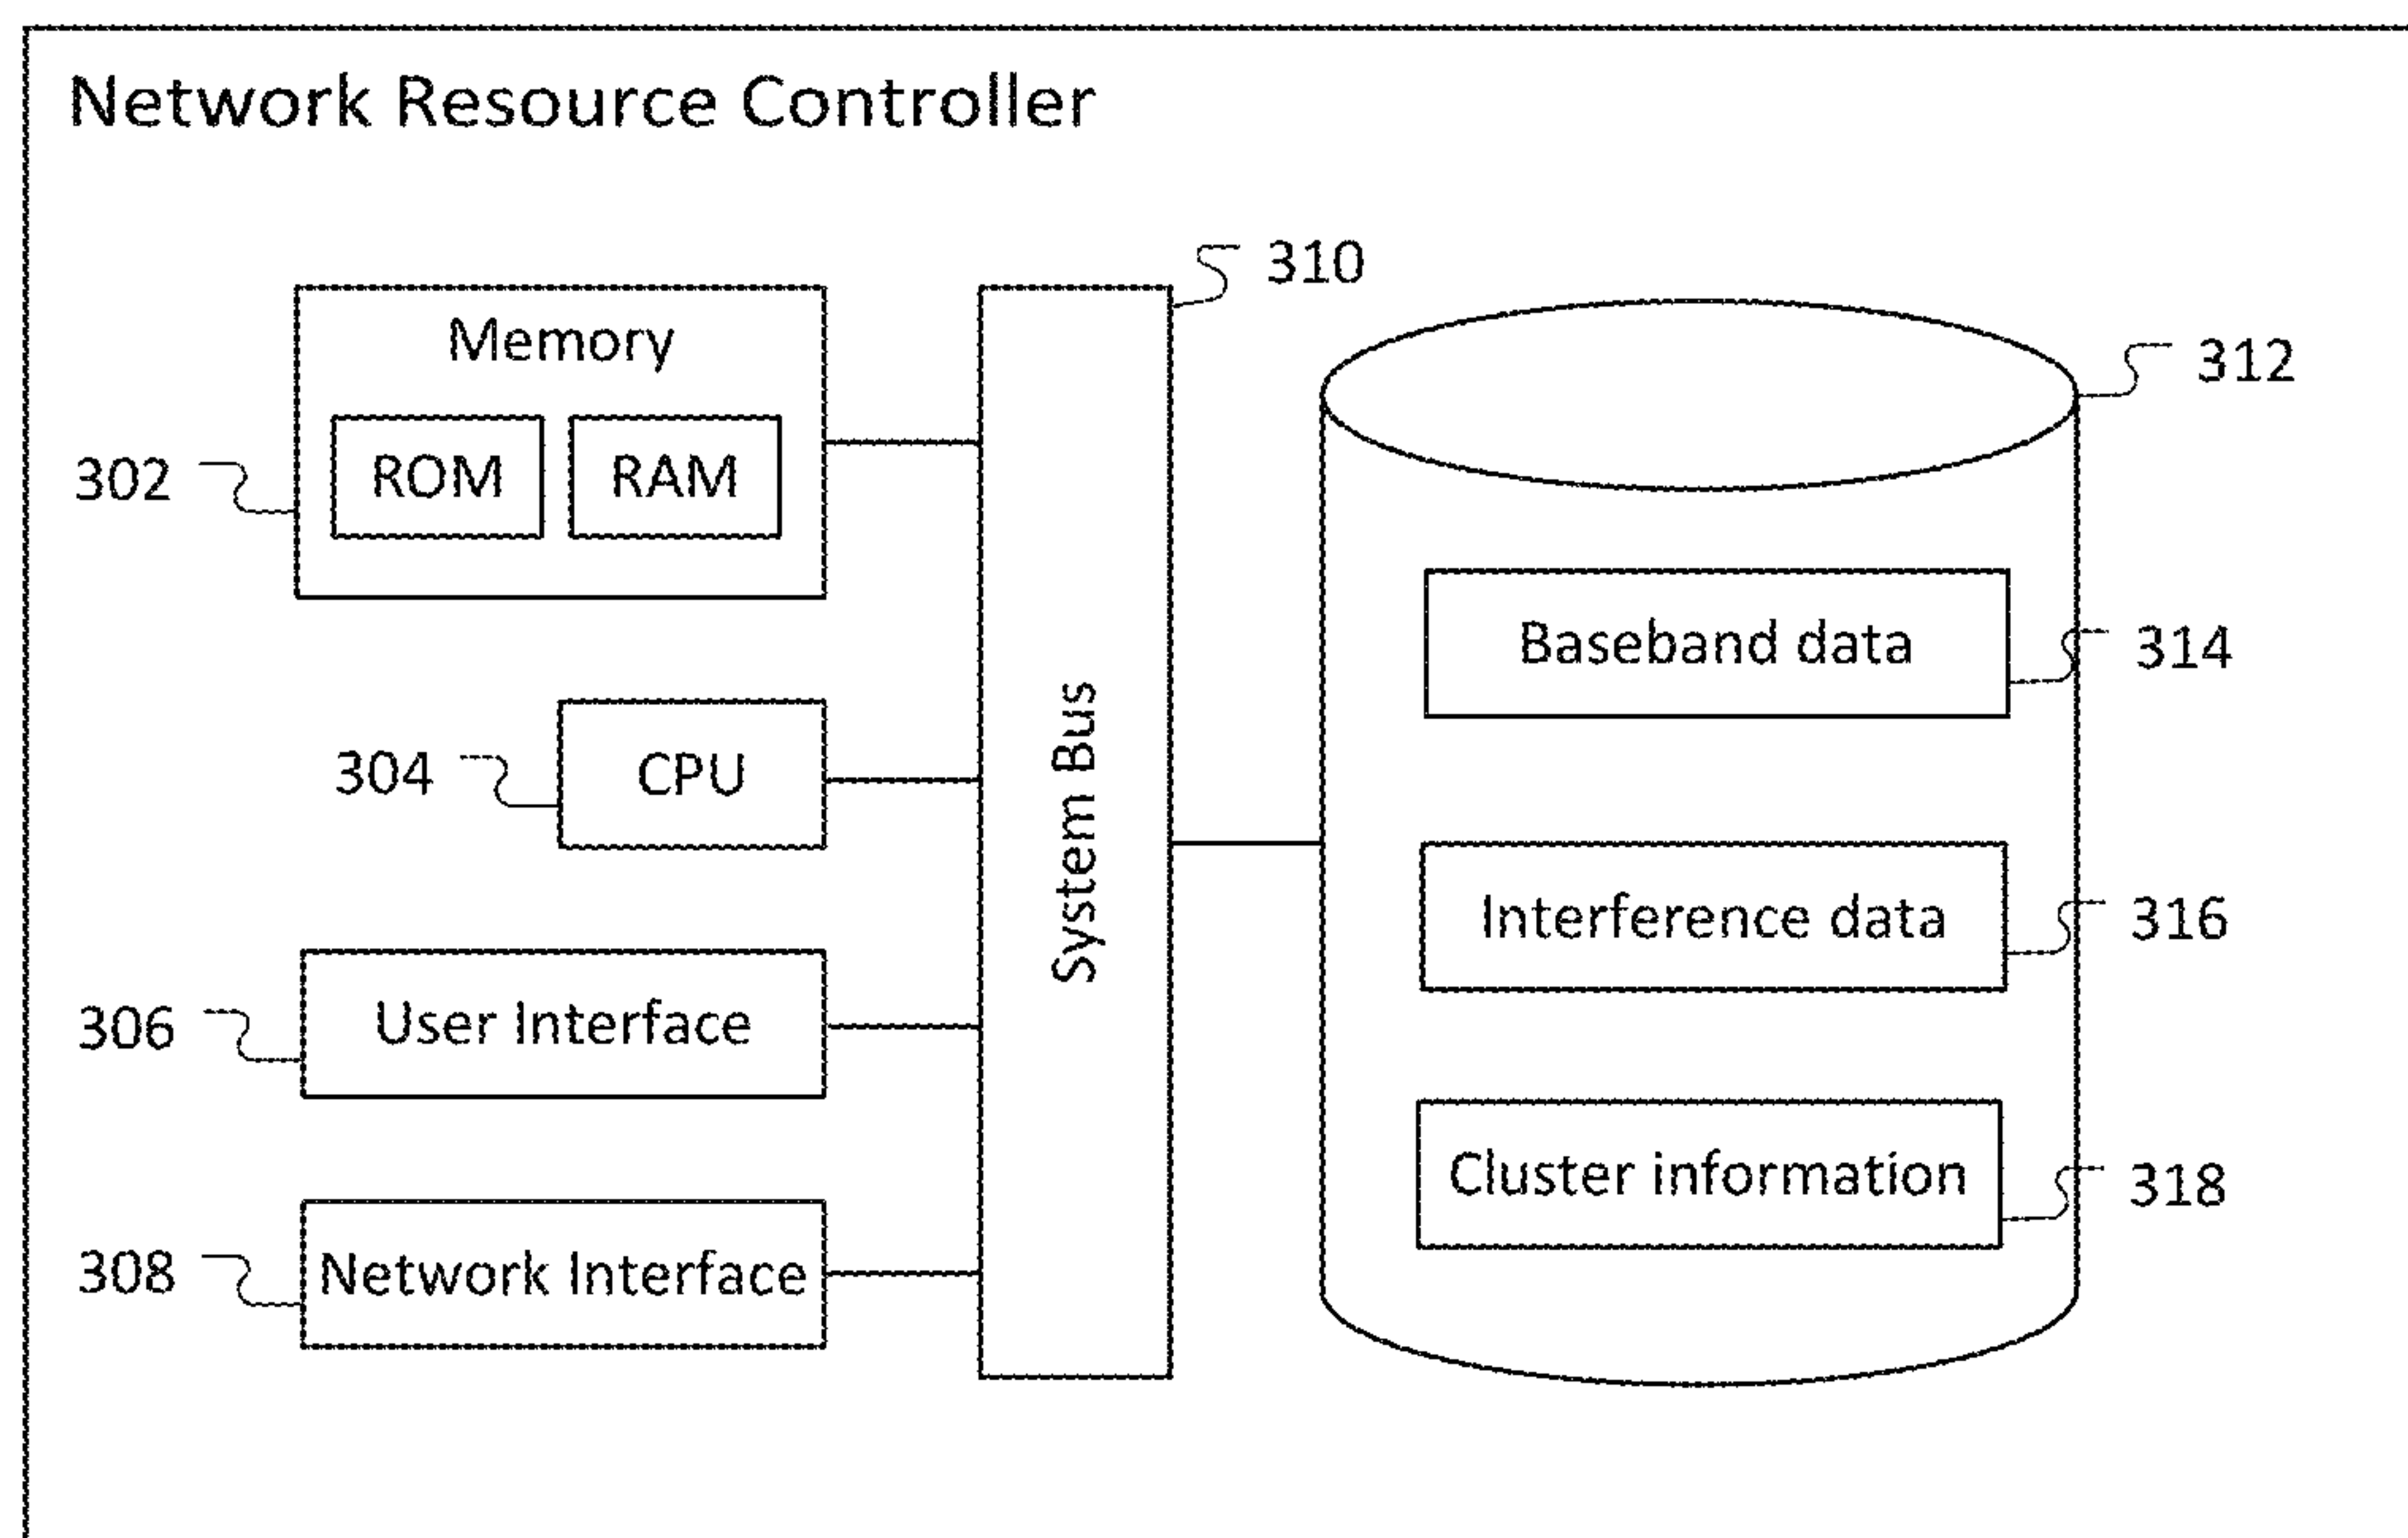 Network Resource Controller
310
Memory
312
302
ROM
RAM
Baseband data
314
304
CPU
System Bus
Interference data
316
306
User Interface
Cluster information
318
308
Network Interface